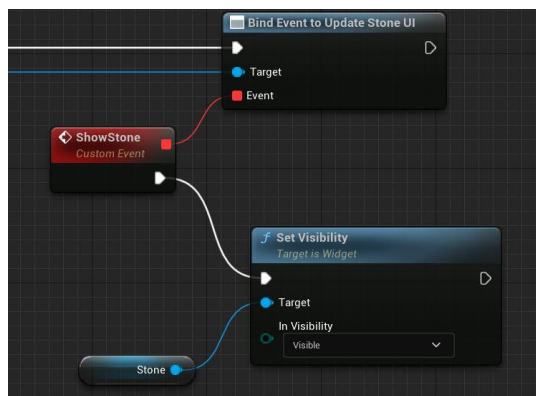 Bind Event to Update Stone UI
Target
Event
ShowStone
Custom Event
f Set Visibility
Target is Widget
Target
In Visibility
Visible
Stone